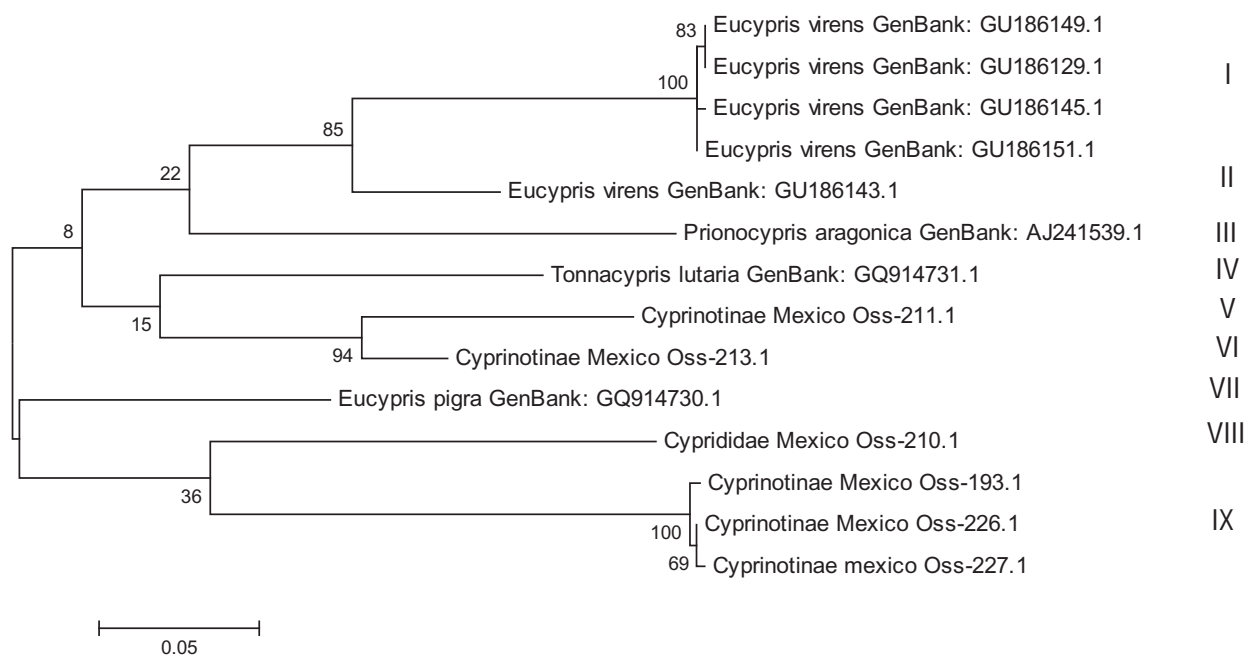 83
Eucypris virens GenBank: GU186149.1
Eucypris virens GenBank: GU186129.1
I
100
Eucypris virens GenBank: GU186145.1
85
Eucypris virens GenBank: GU186151.1
22
Eucypris virens GenBank: GU186143.1
II
8
Prionocypris aragonica GenBank: AJ241539.1
III
Tonnacypris lutaria GenBank: GQ914731.1
IV
15
Cyprinotinae Mexico Oss-211.1
V
94
Cyprinotinae Mexico Oss-213.1
VI
Eucypris pigra GenBank: GQ914730.1
VII
Cyprididae Mexico Oss-210.1
VIII
36
Cyprinotinae Mexico Oss-193.1
100
Cyprinotinae Mexico Oss-226.1
IX
69
Cyprinotinae mexico Oss-227.1
0.05